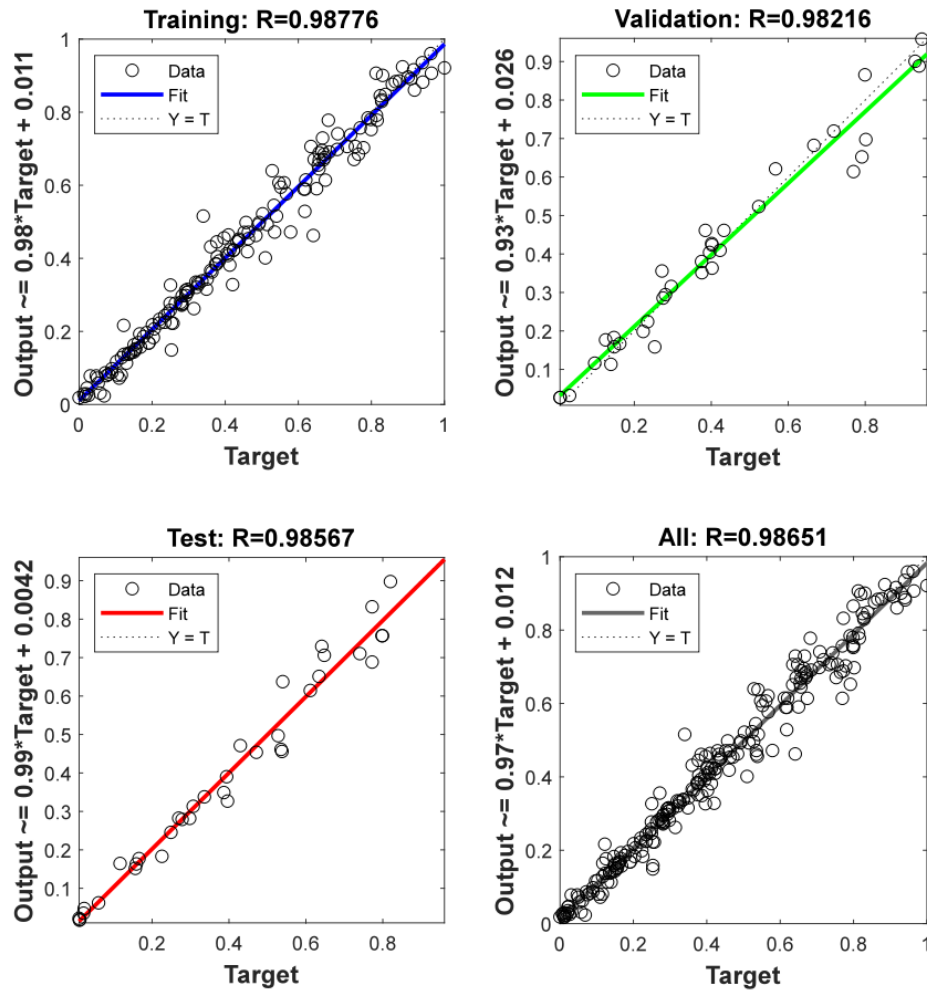 Training: R=0.98776
Output ~= 0.98*Target + 0.011
1
0.8
0.6
0.4
0.2
0
Data
Fit
Y = T
0 0.2 0.4 0.6 0.8 1
Target
Validation: R=0.98216
Output ~= 0.93*Target + 0.026
0.9
0.8
0.7
0.6
0.5
0.4
0.3
0.2
0.1
Data
Fit
Y = T
0.2 0.4 0.6 0.8
Target
Test: R=0.98567
Output ~= 0.99*Target + 0.0042
0.9
0.8
0.7
0.6
0.5
0.4
0.3
0.2
0.1
Data
Fit
Y = T
0.2 0.4 0.6 0.8
Target
All: R=0.98651
Output ~= 0.97*Target + 0.012
1
0.8
0.6
0.4
0.2
0
Data
Fit
Y = T
0 0.2 0.4 0.6 0.8 1
Target